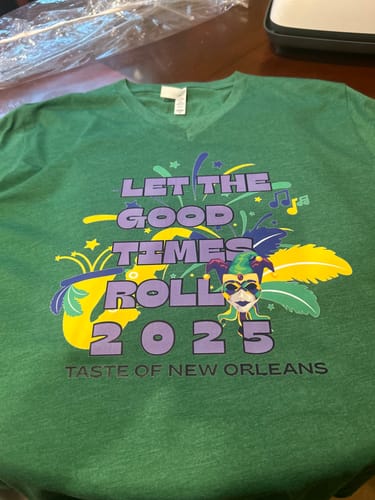 LET THE
GOOD
TIMES
ROLL
2025
TASTE OF NEW ORLEANS